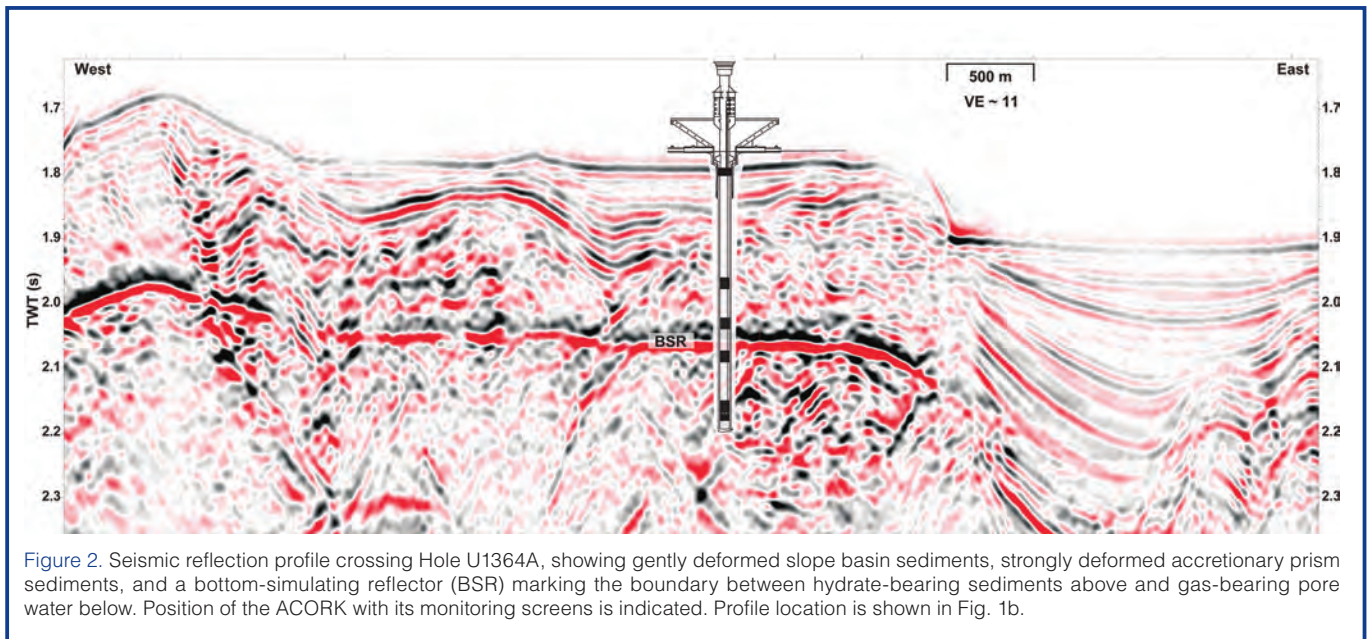 West
500 m
East
VE ~ 11
1.7
1.7
1.8
1.8
1.9
1.9
TWT (s)
2.0
2.0
BSR
2.1
2.1
2.2
2.2
2.3
2.3
Figure 2. Seismic reflection profile crossing Hole U1364A, showing gently deformed slope basin sediments, strongly deformed accretionary prism
sediments, and a bottom-simulating reflector (BSR) marking the boundary between hydrate-bearing sediments above and gas-bearing pore
water below. Position of the ACORK with its monitoring screens is indicated. Profile location is shown in Fig. 1b.